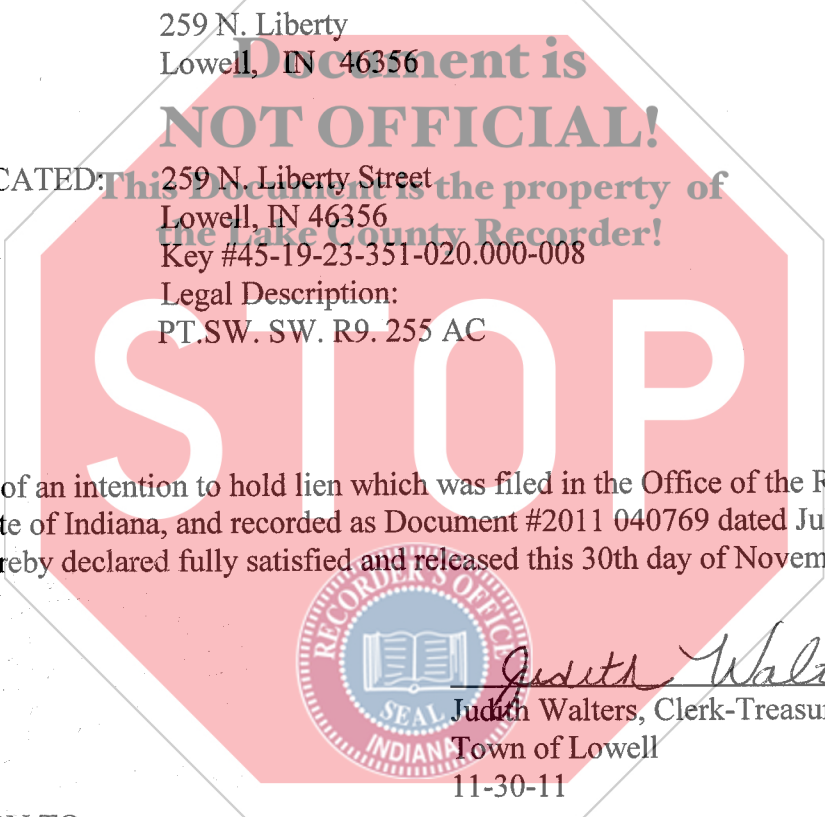 259 N. Liberty
Lowell, IN 46356
Document is
NOT OFFICIAL!
CATED: 259 N. Liberty Street
This Document is the property of
Lowell, IN 46356
the Lake County Recorder!
Key #45-19-23-351-020.000-008
Legal Description:
PT.SW. SW. R9. 255 AC
STOP
of an intention to hold lien which was filed in the Office of the R
te of Indiana, and recorded as Document #2011 040769 dated Ju
reby declared fully satisfied and released this 30th day of Novem
RECORDER'S OFFICE
SEAL
INDIANA
Judith Walt
Judith Walters, Clerk-Treasu
Town of Lowell
11-30-11